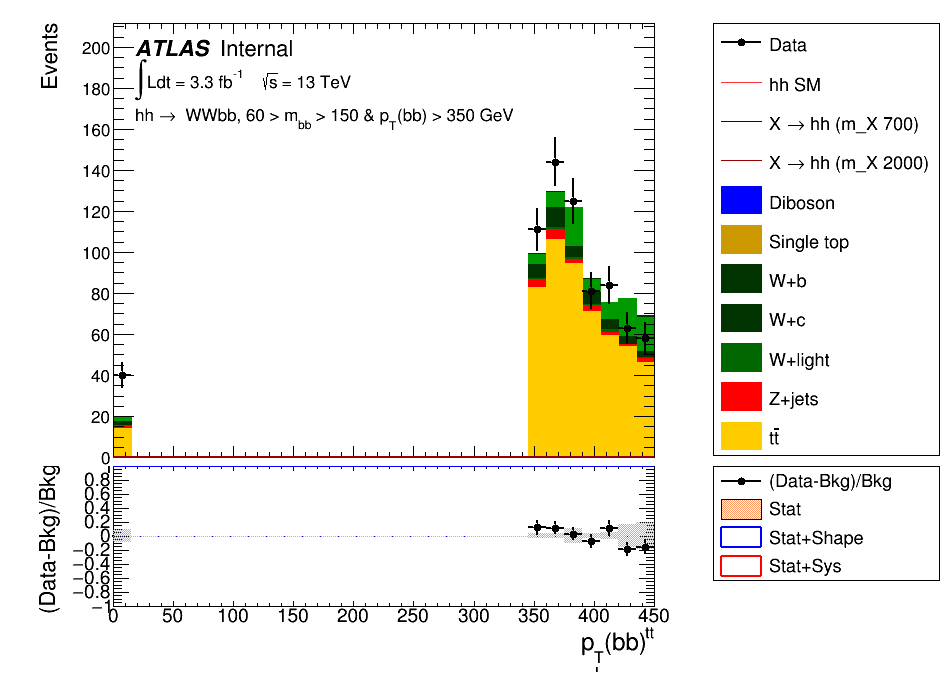 Events
200
180
160
140
120
100
80
60
40
20
0
ATLAS Internal
∫Ldt = 3.3 fb⁻¹ √s = 13 TeV
hh → WWbb, 60 > m_bb > 150 & p_T(bb) > 350 GeV
Data
hh SM
X → hh (m_X 700)
X → hh (m_X 2000)
Diboson
Single top
W+b
W+c
W+light
Z+jets
tt̄
(Data-Bkg)/Bkg
0.8
0.6
0.4
0.2
0
−0.2
−0.4
−0.6
−0.8
−1
0 50 100 150 200 250 300 350 400 450
p_T(bb)^tt
(Data-Bkg)/Bkg
Stat
Stat+Shape
Stat+Sys